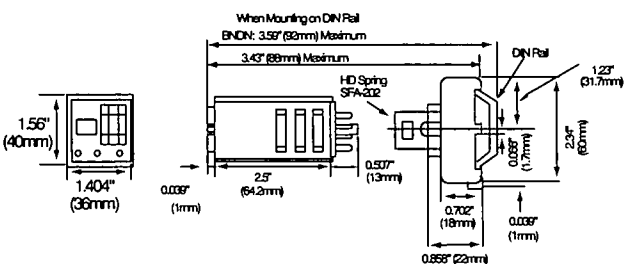 When Mounting on DIN Rail
BNDN: 3.59" (92mm) Maximum
3.43" (88mm) Maximum
DIN Rail
HD Spring
SFA-202
1.23"
(31.7mm)
1.56"
(40mm)
1.404"
(36mm)
0.039"
(1mm)
2.5"
(64.2mm)
0.507"
(13mm)
0.068"
(1.7mm)
2.34"
(60mm)
0.702"
(18mm)
0.039"
(1mm)
0.858" (22mm)